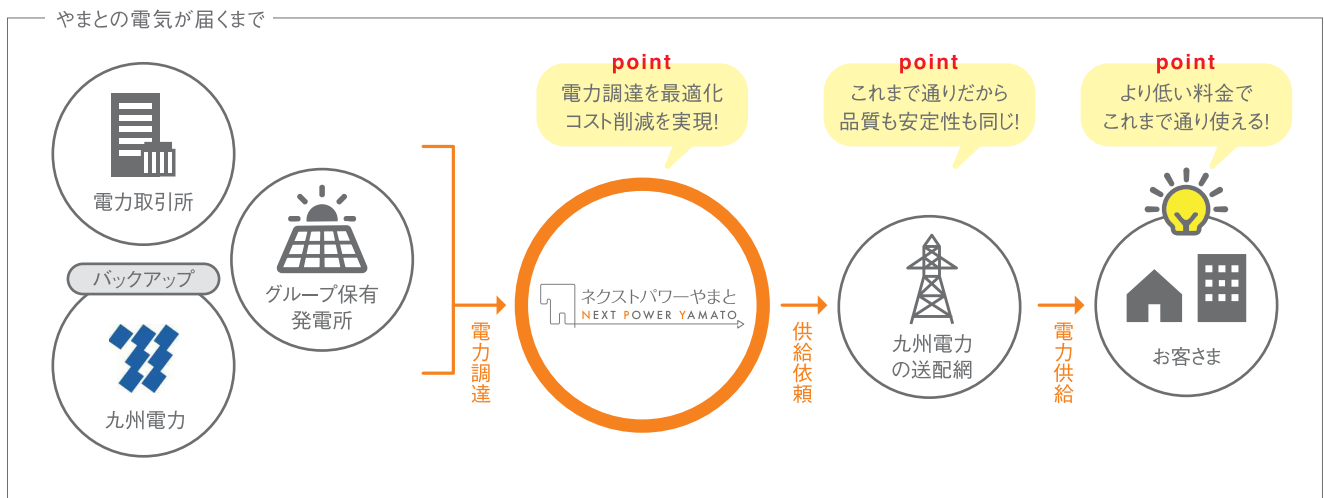 やまとの電気が届くまで
電力取引所
バックアップ
九州電力
グループ保有
発電所
電力調達
point
電力調達を最適化
コスト削減を実現!
ネクストパワーやまと
NEXT POWER YAMATO
供給依頼
point
これまで通りだから
品質も安定性も同じ!
九州電力
の送配網
電力供給
point
より低い料金で
これまで通り使える!
お客さま